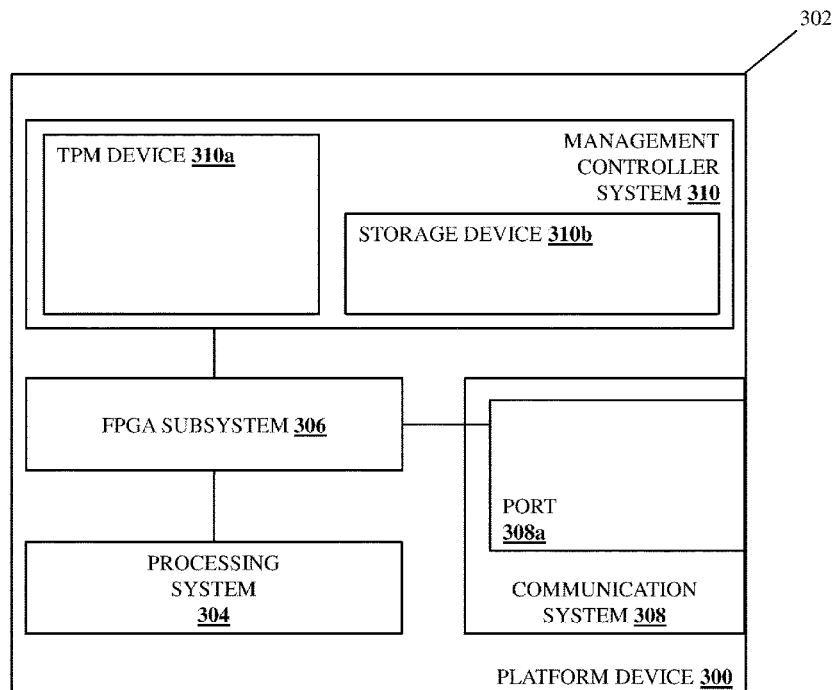 302
TPM DEVICE 310a
MANAGEMENT
CONTROLLER
SYSTEM 310
STORAGE DEVICE 310b
FPGA SUBSYSTEM 306
PORT
308a
PROCESSING
SYSTEM
304
COMMUNICATION
SYSTEM 308
PLATFORM DEVICE 300